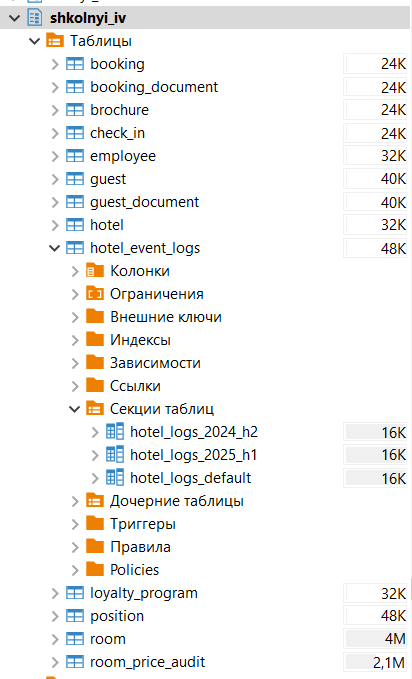 shkolnyi_iv
Таблицы
booking 24K
booking_document 24K
brochure 24K
check_in 24K
employee 32K
guest 40K
guest_document 40K
hotel 32K
hotel_event_logs 48K
Колонки
Ограничения
Внешние ключи
Индексы
Зависимости
Ссылки
Секции таблиц
hotel_logs_2024_h2 16K
hotel_logs_2025_h1 16K
hotel_logs_default 16K
Дочерние таблицы
Триггеры
Правила
Policies
loyalty_program 32K
position 48K
room 4M
room_price_audit 2,1M